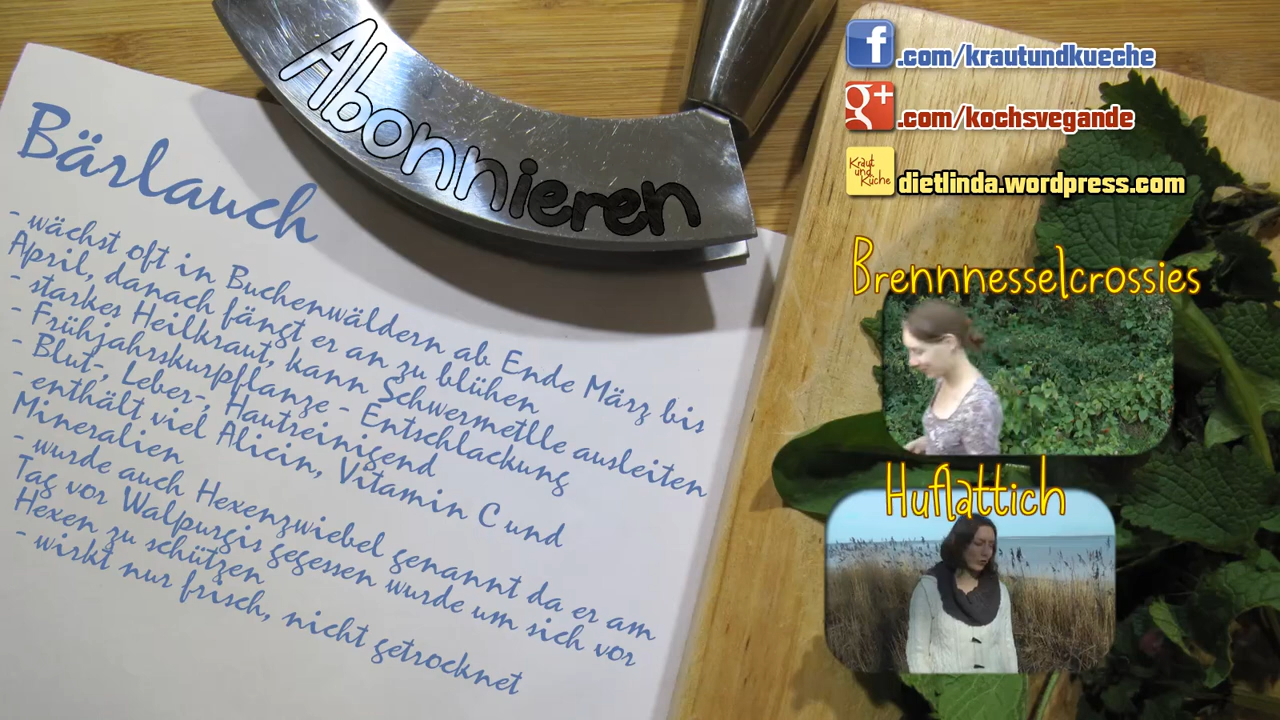 Abonnieren
Bärlauch
- wächst oft in Buchenwäldern ab Ende März bis
April, danach fängt er an zu blühen
- starkes Heilkraut, kann Schwermetlle ausleiten
- Frühjahrskurpflanze - Entschlackung
- Blut-, Leber-, Hautreinigend
- enthält viel Alicin, Vitamin C und
Mineralien
- wurde auch Hexenzwiebel genannt da er am
Tag vor Walpurgis gegessen wurde um sich vor
Hexen zu schützen
- wirkt nur frisch, nicht getrocknet
f .com/krautundkueche
g+ .com/kochsvegande
Kraut
und
Küche
dietlinda.wordpress.com
Brennnesselcrossies
Huflattich